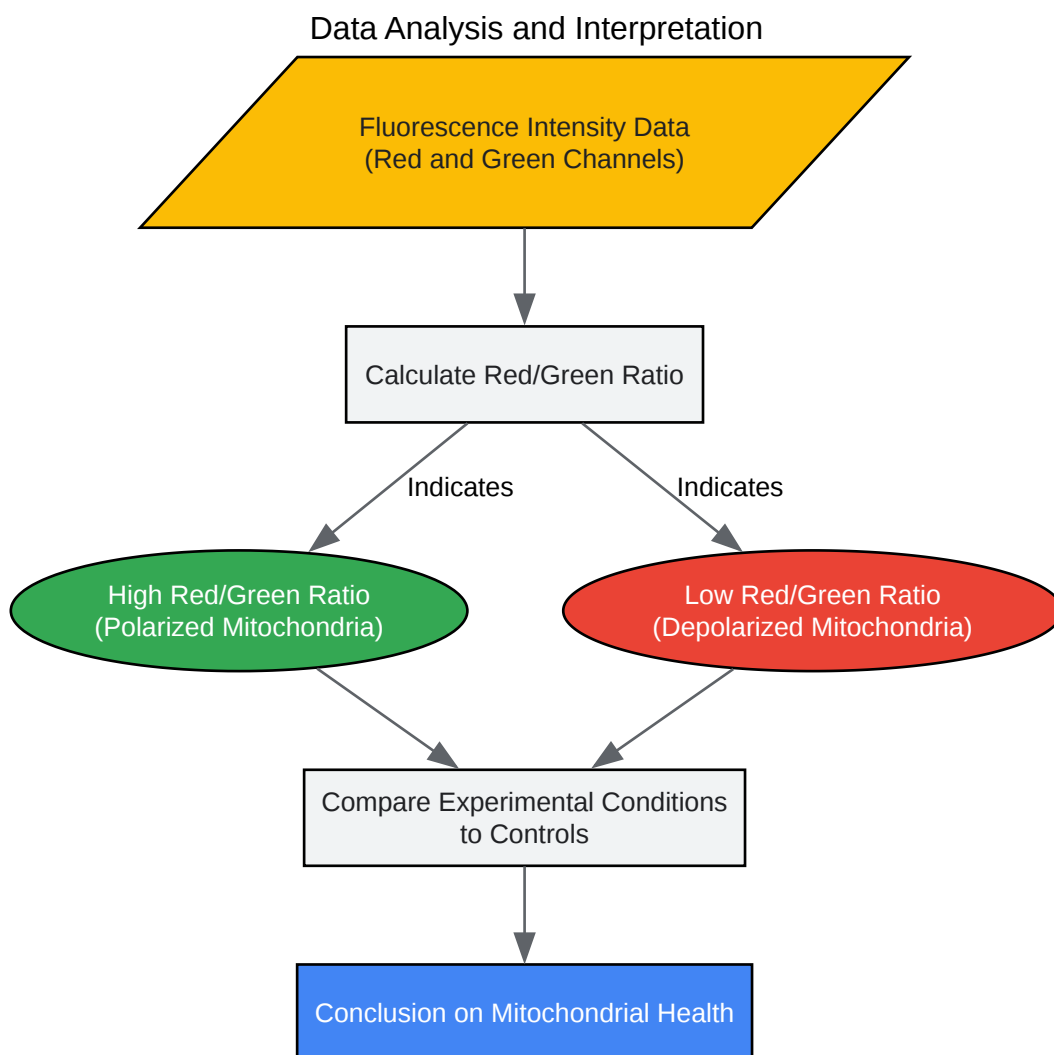 Data Analysis and Interpretation
Fluorescence Intensity Data
(Red and Green Channels)
Calculate Red/Green Ratio
Indicates
Indicates
High Red/Green Ratio
(Polarized Mitochondria)
Low Red/Green Ratio
(Depolarized Mitochondria)
Compare Experimental Conditions
to Controls
Conclusion on Mitochondrial Health